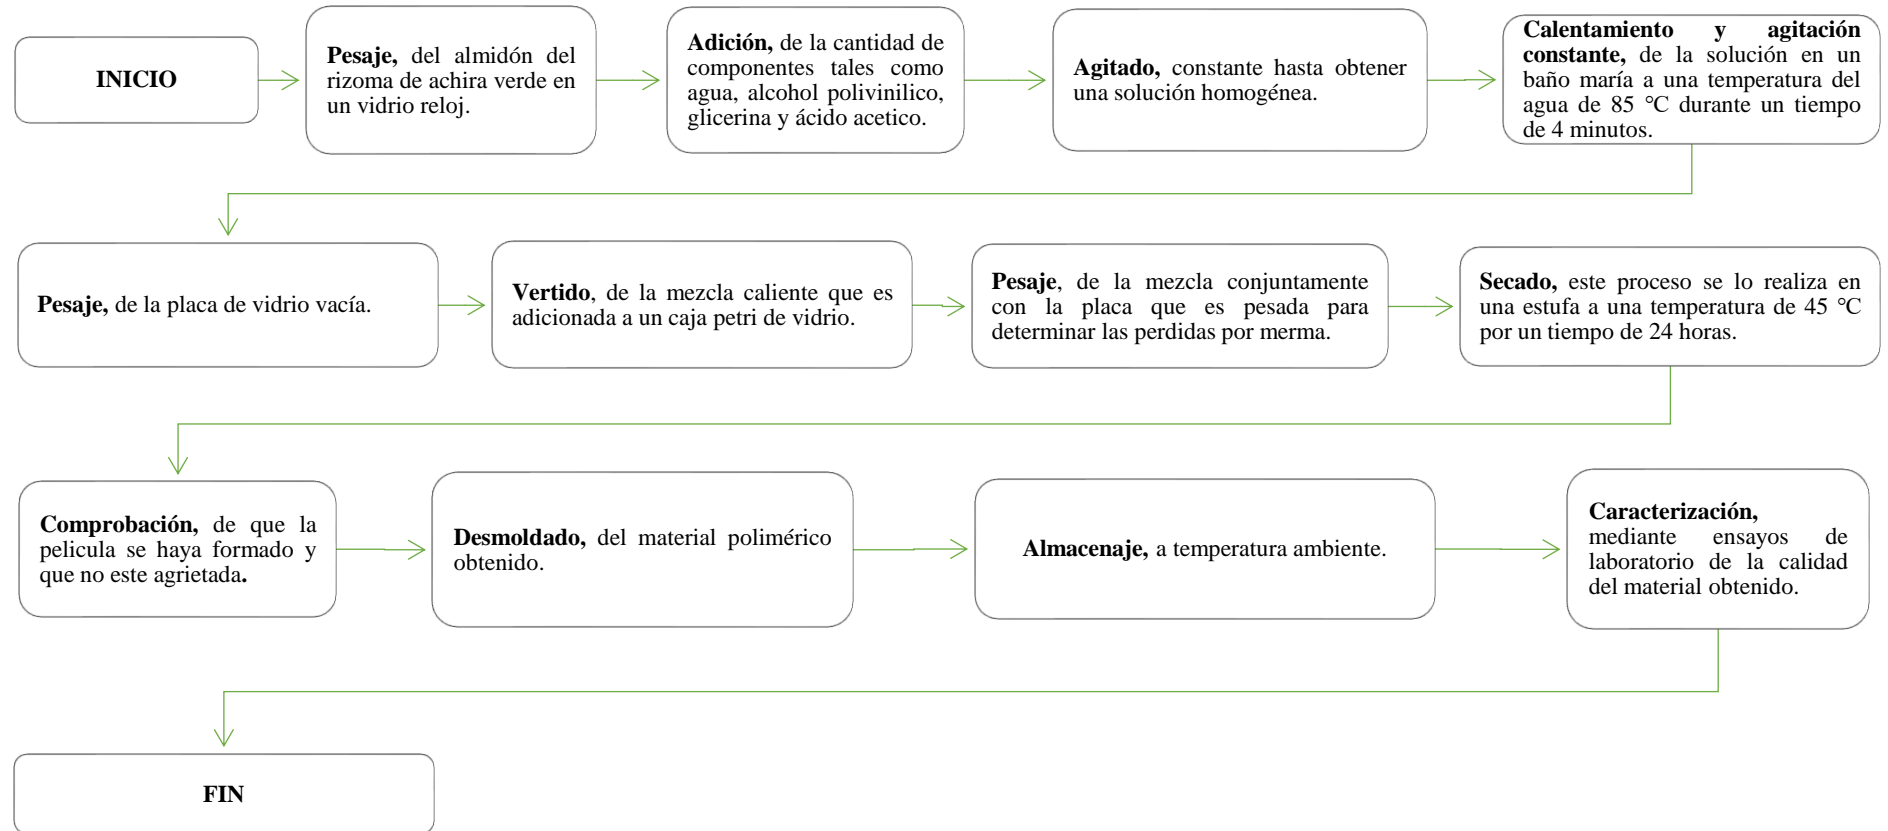 INICIO
Pesaje, del almidón del
rizoma de achira verde en
un vidrio reloj.
Adición, de la cantidad de
componentes tales como
agua, alcohol polivinilico,
glicerina y ácido acetico.
Agitado, constante hasta obtener
una solución homogénea.
Calentamiento y agitación
constante, de la solución en un
baño maría a una temperatura del
agua de 85 °C durante un tiempo
de 4 minutos.
Pesaje, de la placa de vidrio vacía.
Vertido, de la mezcla caliente que es
adicionada a un caja petri de vidrio.
Pesaje, de la mezcla conjuntamente
con la placa que es pesada para
determinar las perdidas por merma.
Secado, este proceso se lo realiza en
una estufa a una temperatura de 45 °C
por un tiempo de 24 horas.
Comprobación, de que la
pelicula se haya formado y
que no este agrietada.
Desmoldado, del material polimérico
obtenido.
Almacenaje, a temperatura ambiente.
Caracterización,
mediante ensayos de
laboratorio de la calidad
del material obtenido.
FIN